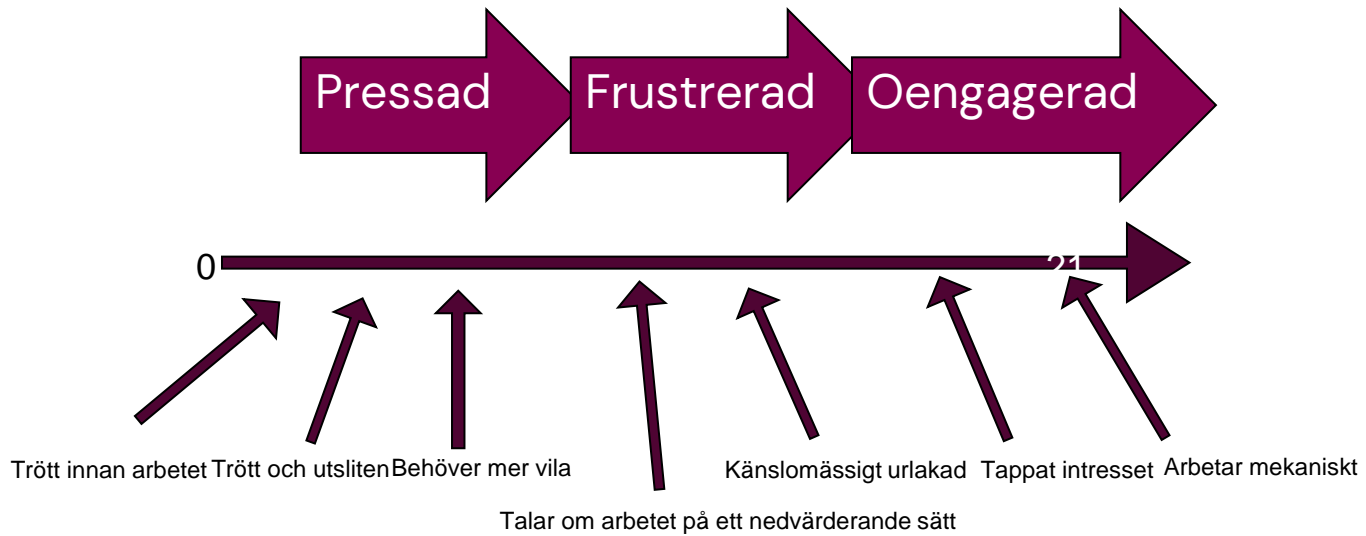 Pressad
Frustrerad
Oengagerad
0
21
Trött innan arbetet
Trött och utsliten
Behöver mer vila
Känslomässigt urlakad
Tappat intresset
Arbetar mekaniskt
Talar om arbetet på ett nedvärderande sätt